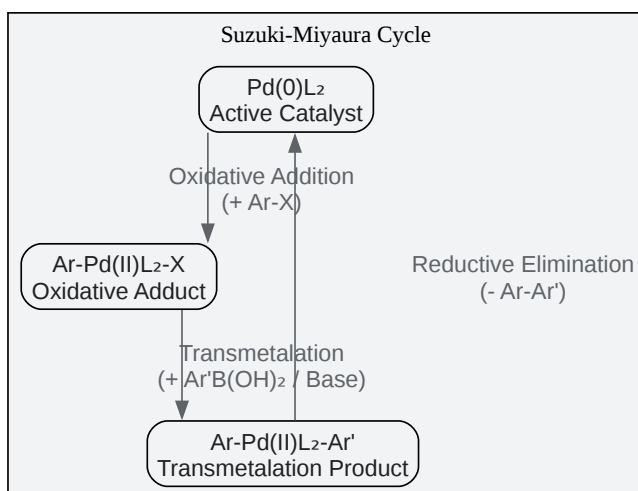 Suzuki-Miyaura Cycle
Pd(0)L₂
Active Catalyst
Oxidative Addition
(+ Ar-X)
Ar-Pd(II)L₂-X
Oxidative Adduct
Reductive Elimination
(- Ar-Ar')
Transmetalation
(+ Ar'B(OH)₂ / Base)
Ar-Pd(II)L₂-Ar'
Transmetalation Product